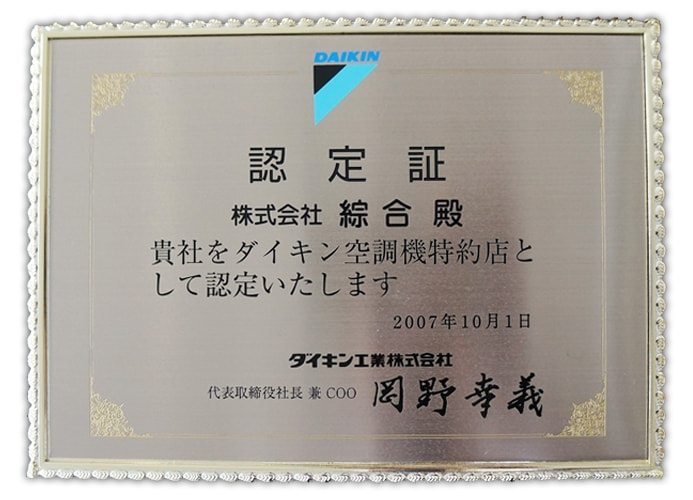 DAIKIN
認定証
株式会社 綜合 殿
貴社をダイキン空調機特約店と
して認定いたします
2007年10月1日
ダイキン工業株式会社
代表取締役社長 兼 COO 岡野幸義